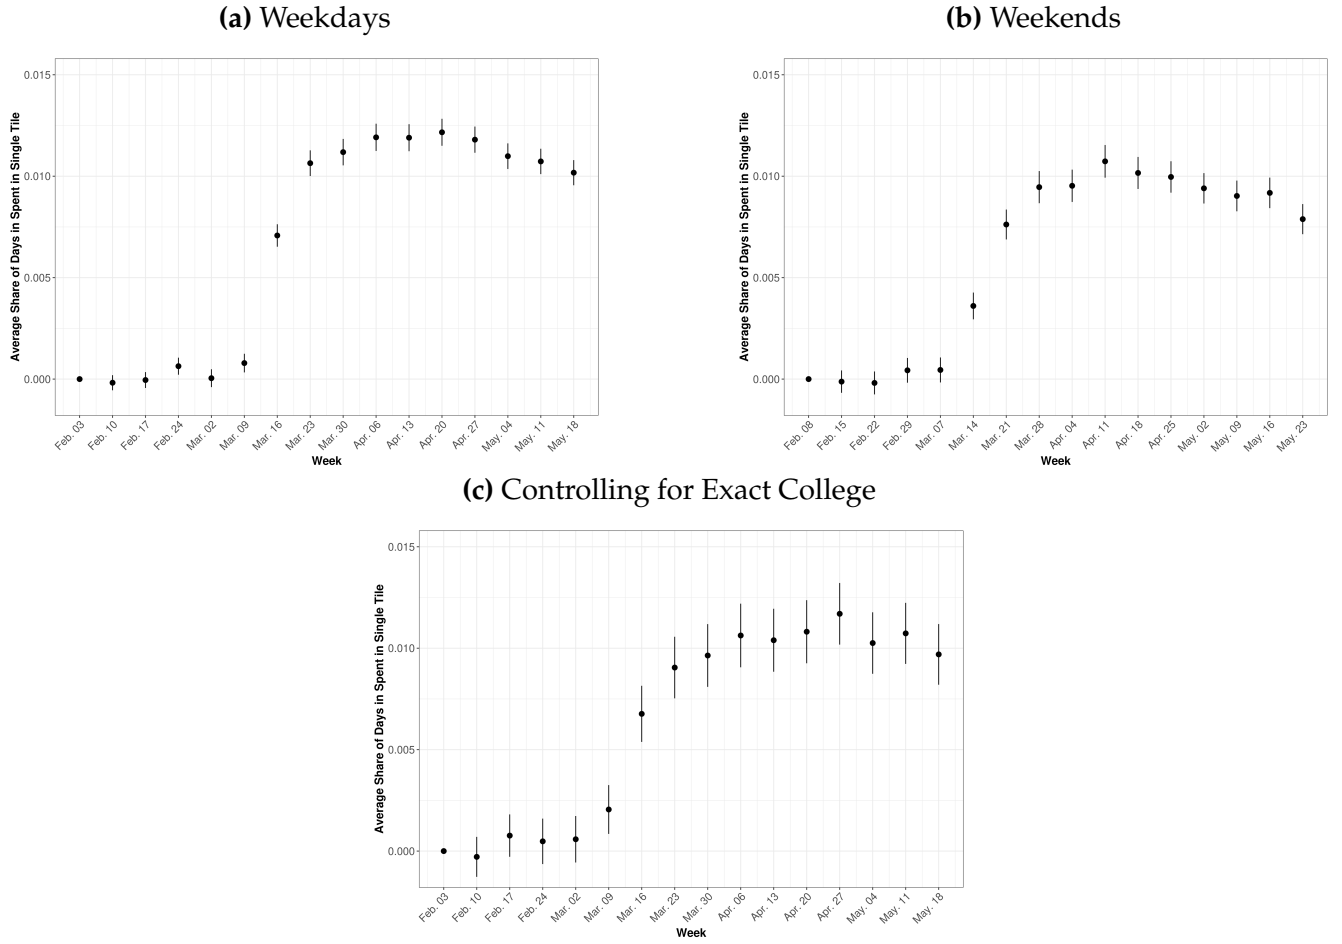 (a) Weekdays
Average Share of Days in Spent in Single Tile
0.015
0.010
0.005
0.000
Feb. 03
Feb. 10
Feb. 17
Feb. 24
Mar. 02
Mar. 09
Mar. 16
Mar. 23
Mar. 30
Apr. 06
Apr. 13
Apr. 20
Apr. 27
May. 04
May. 11
May. 18
Week
(b) Weekends
Average Share of Days in Spent in Single Tile
0.015
0.010
0.005
0.000
Feb. 08
Feb. 15
Feb. 22
Feb. 29
Mar. 07
Mar. 14
Mar. 21
Mar. 28
Apr. 04
Apr. 11
Apr. 18
Apr. 25
May. 02
May. 09
May. 16
May. 23
Week
(c) Controlling for Exact College
Average Share of Days in Spent in Single Tile
0.015
0.010
0.005
0.000
Feb. 03
Feb. 10
Feb. 17
Feb. 24
Mar. 02
Mar. 09
Mar. 16
Mar. 23
Mar. 30
Apr. 06
Apr. 13
Apr. 20
Apr. 27
May. 04
May. 11
May. 18
Week